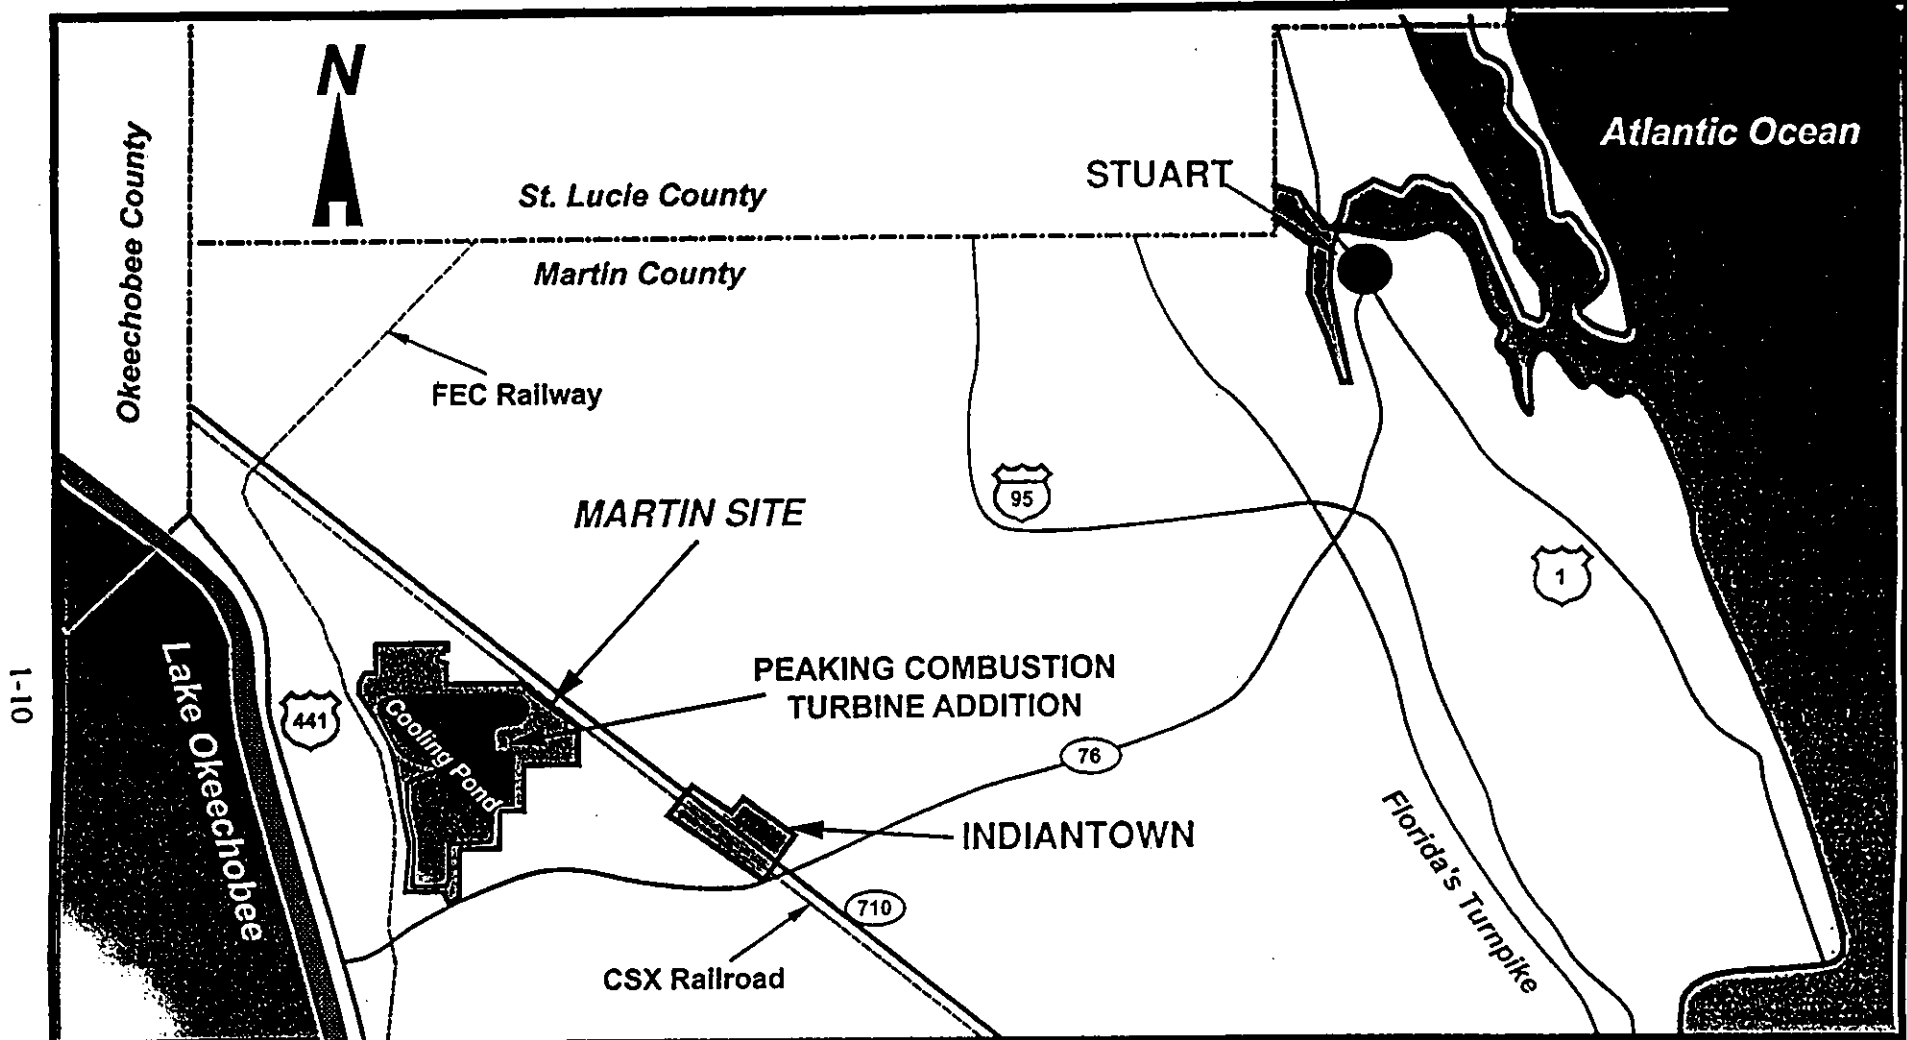 N
Atlantic Ocean
Okeechobee County
STUART
St. Lucie County
Martin County
FEC Railway
MARTIN SITE
95
1
PEAKING COMBUSTION
TURBINE ADDITION
Lake Okeechobee
441
Cooling Pond
76
INDIANTOWN
Florida's Turnpike
710
CSX Railroad
1-10